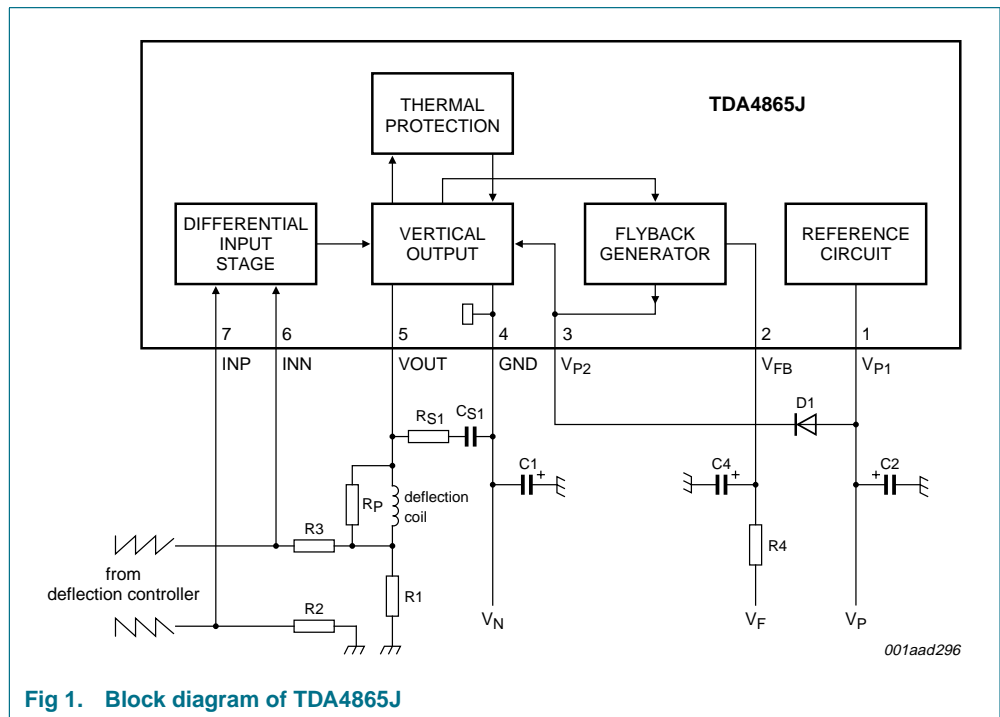 TDA4865J
THERMAL
PROTECTION
DIFFERENTIAL
INPUT
STAGE
VERTICAL
OUTPUT
FLYBACK
GENERATOR
REFERENCE
CIRCUIT
7 6 5 4 3 2 1
INP INN VOUT GND VP2 VFB VP1
D1
RS1 CS1
C1 + C4 + + C2
RP deflection
coil
R3
R4
from
deflection controller
R1
R2
VN VF VP
001aad296
Fig 1. Block diagram of TDA4865J